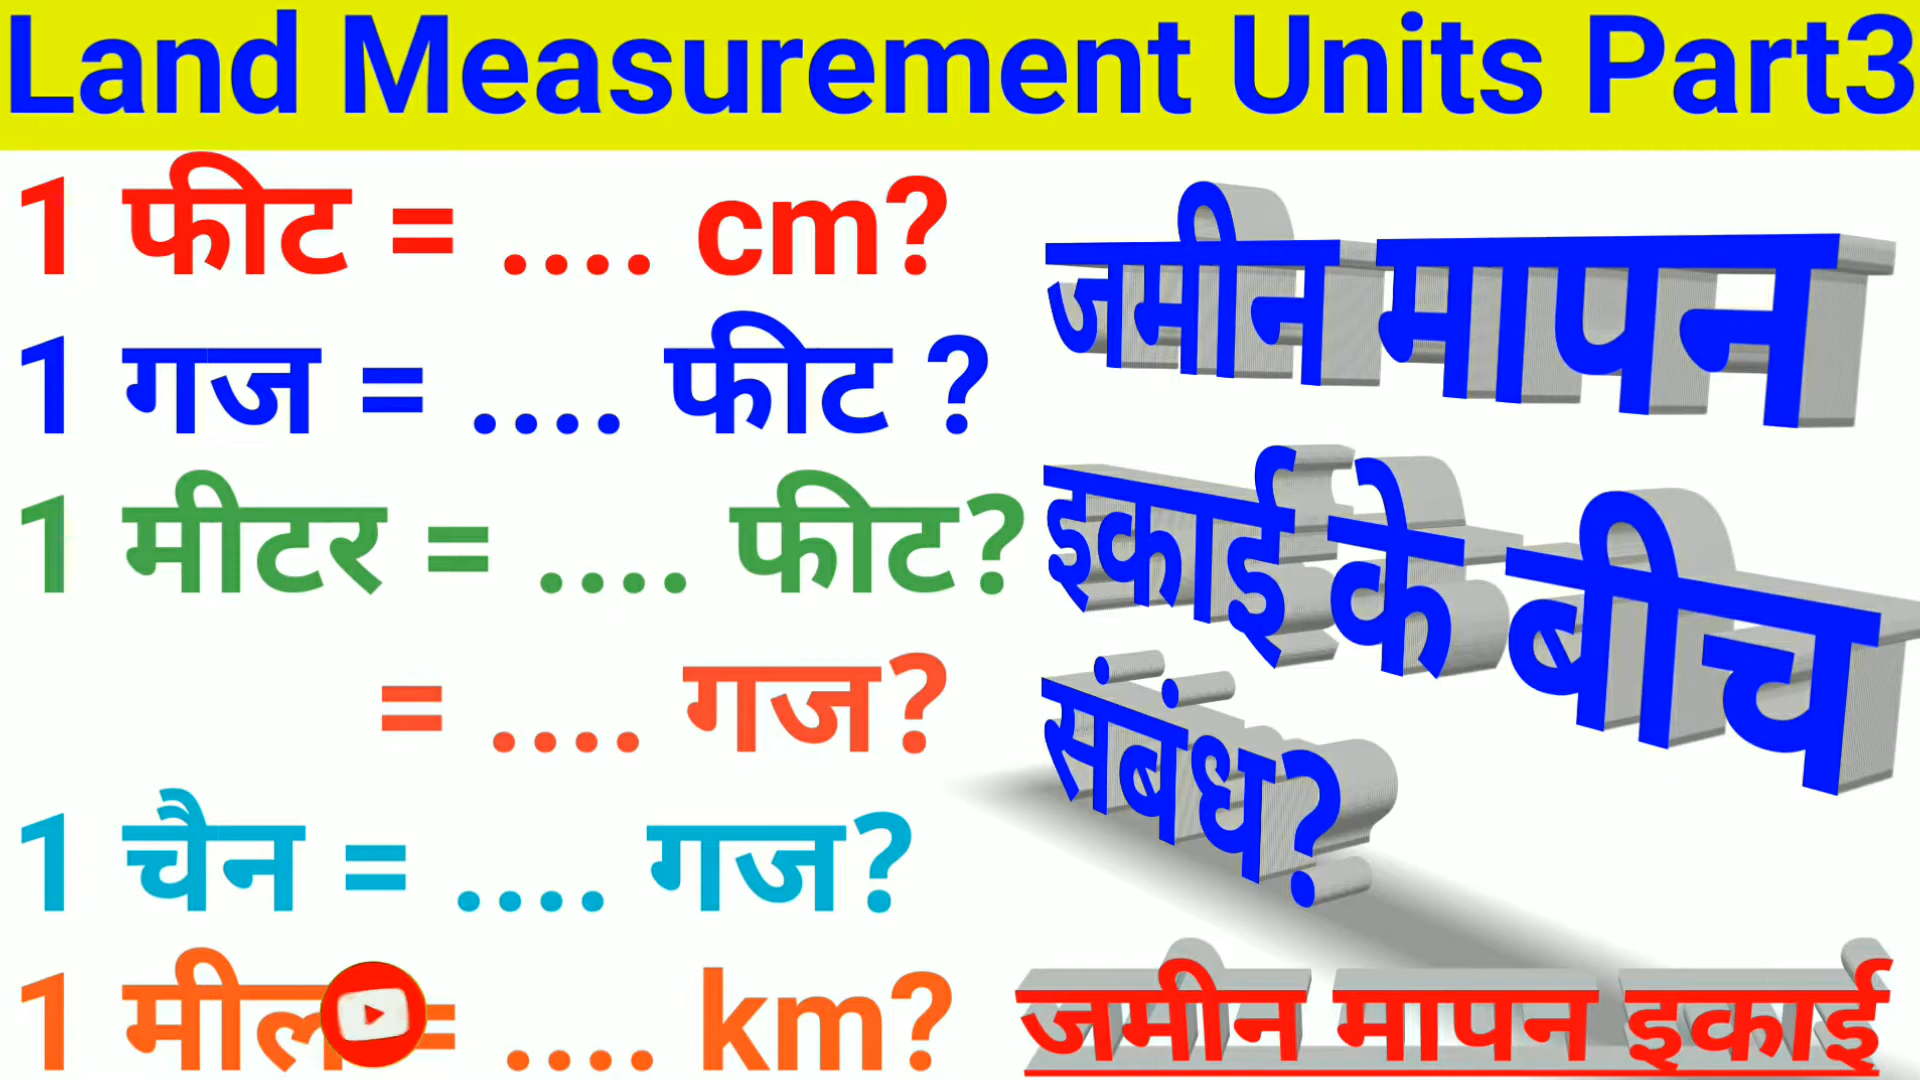 Land Measurement Units Part3
1 फीट = .... cm?
1 गज = .... फीट ?
1 मीटर = .... फीट?
= .... गज?
1 चैन = .... गज?
1 मील = .... km?
जमीन मापन
इकाई के बीच
संबंध?
जमीन मापन इकाई